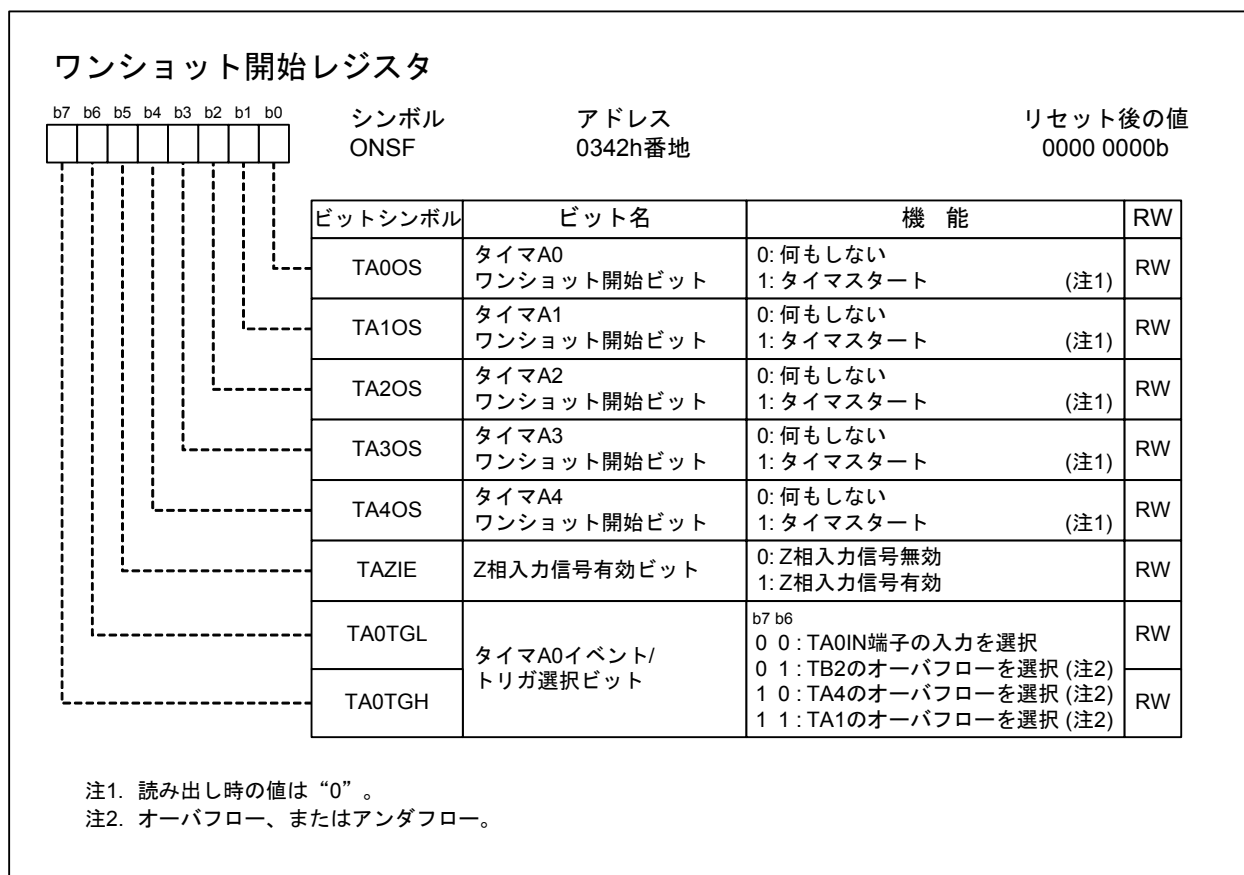 ワンショット開始レジスタ
b7 b6 b5 b4 b3 b2 b1 b0
シンボル アドレス リセット後の値
ONSF 0342h番地 0000 0000b
ビットシンボル ビット名 機 能 RW
TA0OS タイマA0 ワンショット開始ビット 0: 何もしない RW
1: タイマスタート (注1)
TA1OS タイマA1 ワンショット開始ビット 0: 何もしない RW
1: タイマスタート (注1)
TA2OS タイマA2 ワンショット開始ビット 0: 何もしない RW
1: タイマスタート (注1)
TA3OS タイマA3 ワンショット開始ビット 0: 何もしない RW
1: タイマスタート (注1)
TA4OS タイマA4 ワンショット開始ビット 0: 何もしない RW
1: タイマスタート (注1)
TAZIE Z相入力信号有効ビット 0: Z相入力信号無効 RW
1: Z相入力信号有効
TA0TGL タイマA0イベント/ RW
トリガ選択ビット
b7 b6
0 0 : TA0IN端子の入力を選択
0 1 : TB2のオーバフローを選択 (注2)
1 0 : TA4のオーバフローを選択 (注2)
1 1 : TA1のオーバフローを選択 (注2)
TA0TGH RW
注1. 読み出し時の値は“0”。
注2. オーバフロー、またはアンダフロー。